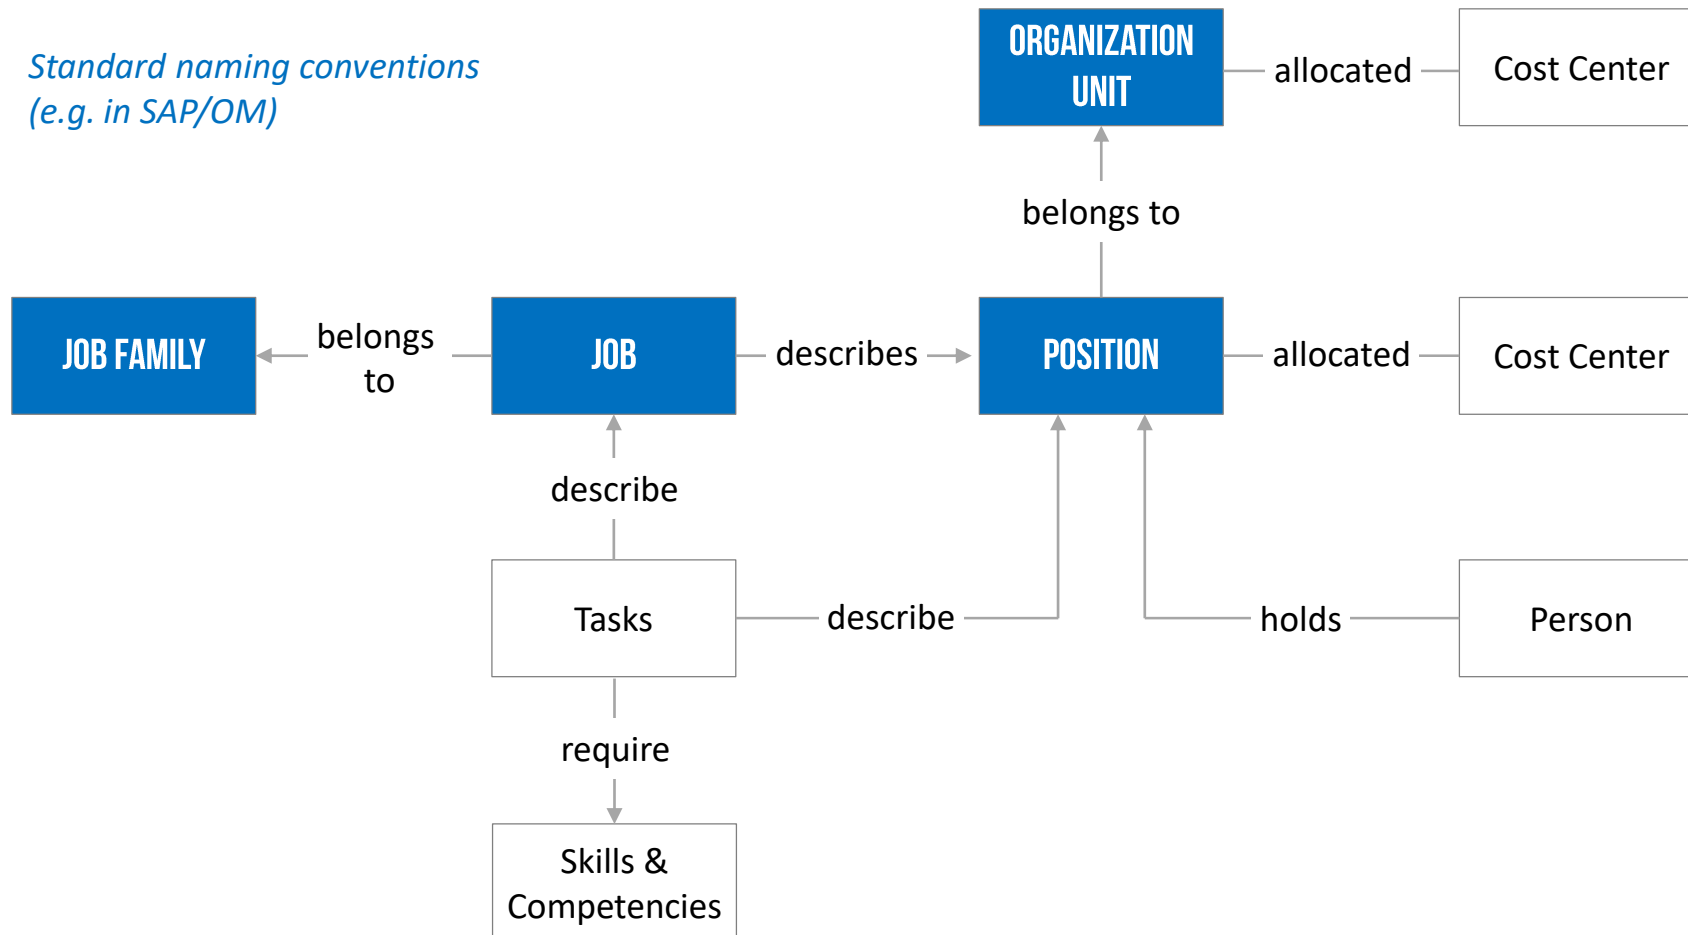 Standard naming conventions
(e.g. in SAP/OM)
ORGANIZATION
UNIT
allocated
Cost Center
belongs to
JOB FAMILY
belongs
to
JOB
describes
POSITION
allocated
Cost Center
describe
Tasks
describe
holds
Person
require
Skills &
Competencies